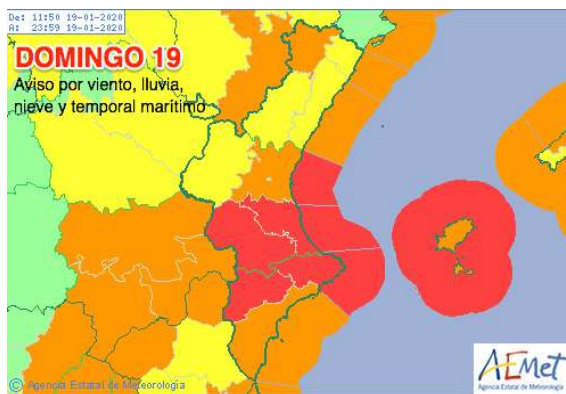 De: 11:50 19-01-2020
A: 23:59 19-01-2020
DOMINGO 19
Aviso por viento, lluvia,
nieve y temporal marítimo
© Agencia Estatal de Meteorología
AEmet
Agencia Estatal de Meteorología